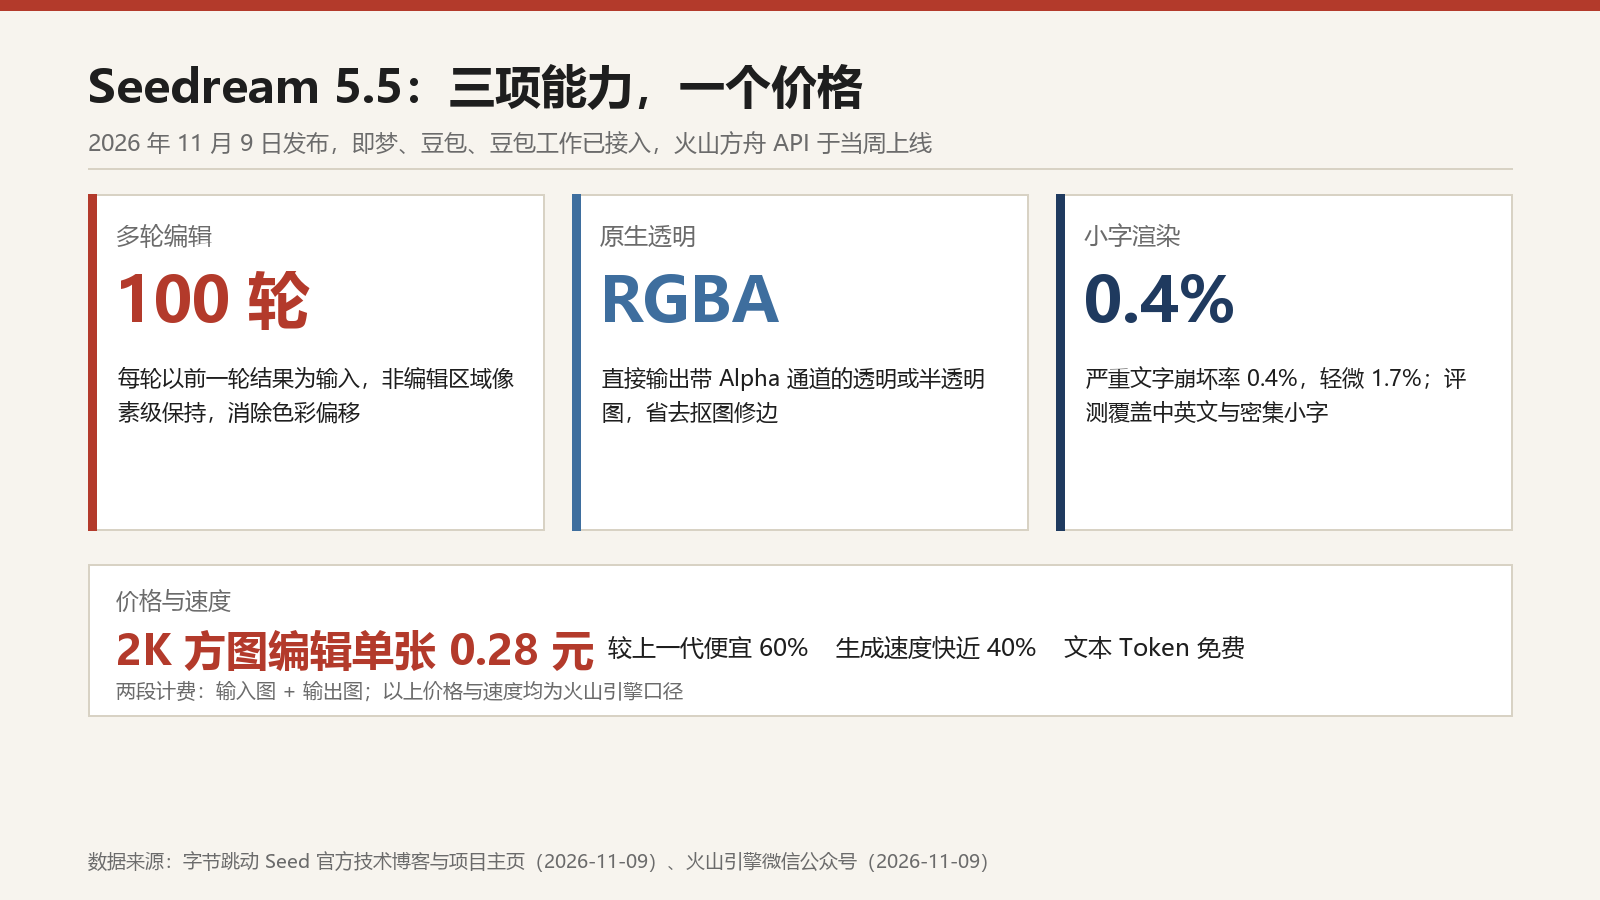 Seedream 5.5：三项能力，一个价格
2026 年 11 月 9 日发布，即梦、豆包、豆包工作已接入，火山方舟 API 于当周上线
多轮编辑
100 轮
每轮以前一轮结果为输入，非编辑区域像
素级保持，消除色彩偏移
原生透明
RGBA
直接输出带 Alpha 通道的透明或半透明
图，省去抠图修边
小字渲染
0.4%
严重文字崩坏率 0.4%，轻微 1.7%；评
测覆盖中英文与密集小字
价格与速度
2K 方图编辑单张 0.28 元 较上一代便宜 60% 生成速度快近 40% 文本 Token 免费
两段计费：输入图 + 输出图；以上价格与速度均为火山引擎口径
数据来源：字节跳动 Seed 官方技术博客与项目主页（2026-11-09）、火山引擎微信公众号（2026-11-09）